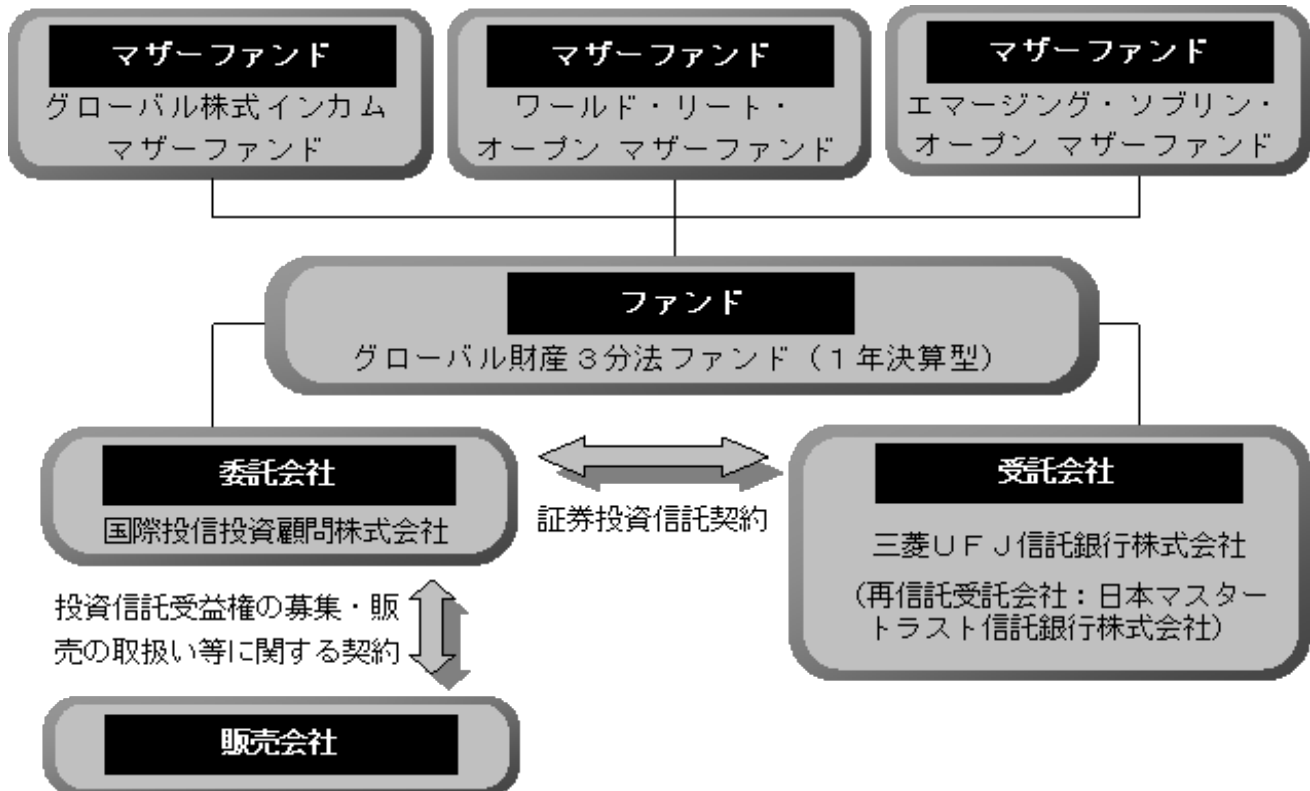 マザーファンド
グローバル株式インカム
マザーファンド
マザーファンド
ワールド・リート・
オープン マザーファンド
マザーファンド
エマージング・ソブリン・
オープン マザーファンド
ファンド
グローバル財産３分法ファンド（１年決算型）
委託会社
国際投信投資顧問株式会社
証券投資信託契約
受託会社
三菱ＵＦＪ信託銀行株式会社
（再信託受託会社：日本マスター
トラスト信託銀行株式会社）
投資信託受益権の募集・販
売の取扱い等に関する契約
販売会社